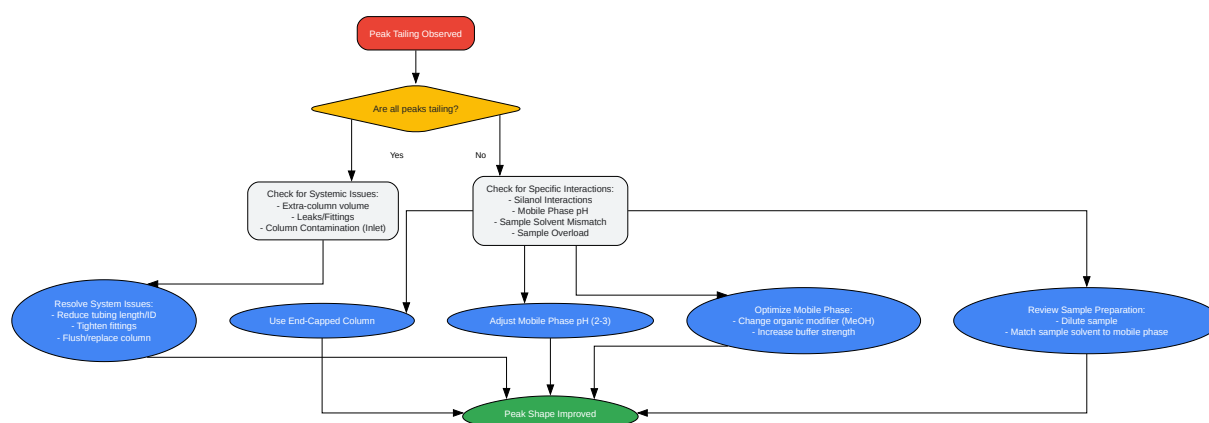 Peak Tailing Observed
Are all peaks tailing?
Yes
No
Check for Systemic Issues:
- Extra-column volume
- Leaks/Fittings
- Column Contamination (Inlet)
Check for Specific Interactions:
- Silanol Interactions
- Mobile Phase pH
- Sample Solvent Mismatch
- Sample Overload
Resolve System Issues:
- Reduce tubing length/ID
- Tighten fittings
- Flush/replace column
Use End-Capped Column
Adjust Mobile Phase pH (2-3)
Optimize Mobile Phase:
- Change organic modifier (MeOH)
- Increase buffer strength
Review Sample Preparation:
- Dilute sample
- Match sample solvent to mobile phase
Peak Shape Improved